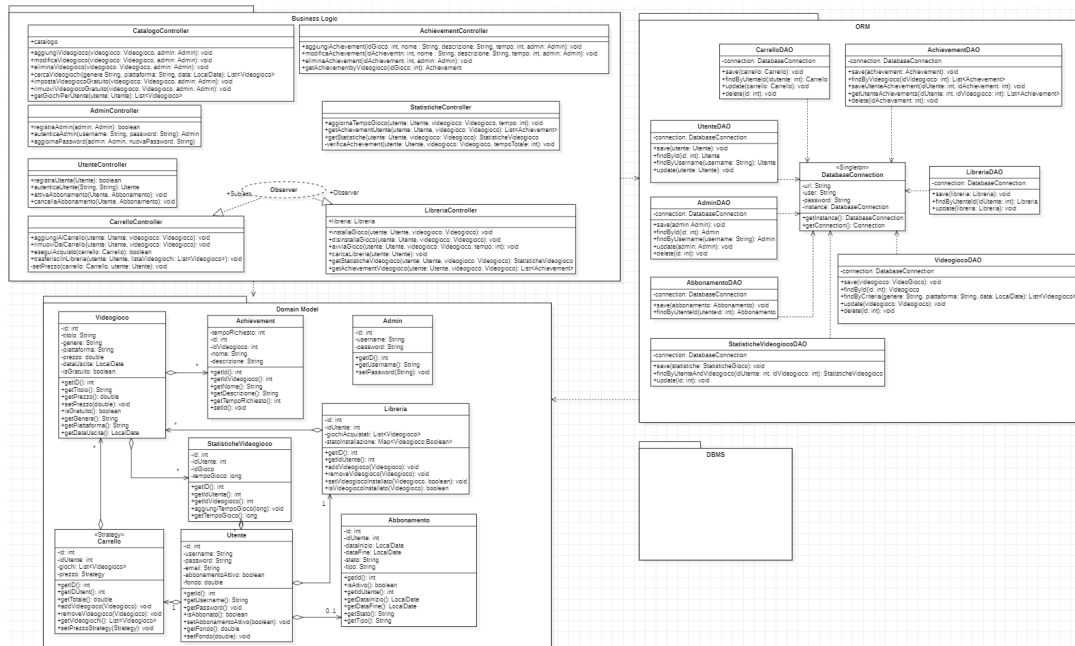 Business Logic
CatalogoController
+catalogo
+aggiungiVideogioco(videogioco: Videogioco, admin: Admin): void
+modificaVideogioco(videogioco: Videogioco, admin: Admin): void
+eliminaVideogioco(videogioco: Videogioco, admin: Admin): void
+cercaVideogiochi(genere String, piattaforma: String, data: LocalDate): List<Videogioco>
+impostaVideogiocoGratuito(videogioco: Videogioco, admin: Admin): void
+rimuoviVideogiocoGratuito(videogioco: Videogioco, admin: Admin): void
+getGiochiPerUtente(utente: Utente): List<Videogioco>
AchievementController
+aggiungiAchievement(idGioco: int, nome : String, descrizione: String, tempo: int, admin: Admin): void
+modificaAchievement(idAchievemtn: int, nome : String, descrizione: String, tempo: int, admin: Admin): void
+eliminaAchievement(idAchievement: int, admin: Admin): void
+getAchievementbyVideogioco(idGioco: int): Achievement
AdminController
+registraAdmin(admin: Admin): boolean
+autenticaAdmin(username: String, password: String): Admin
+aggiornaPassword(admin: Admin, nuovaPassword: String): void
StatisticheController
+aggiornaTempoGioco(utente: Utente, videogioco: Videogioco, tempo: int): void
+getAchievementUtente(utente: Utente, videogioco: Videogioco): List<Achievement>
+getStatistiche(utente: Utente, videogioco: Videogioco): StatisticheVideogioco
-verificaAchievement(utente: Utente, videogioco: Videogioco, tempoTotale: int): void
UtenteController
+registraUtente(Utente): boolean
+autenticaUtente(String, String): Utente
+attivaAbbonamento(Utente, Abbonamento): void
+cancellaAbbonamento(Utente, Abbonamento): void
+Subject
Observer
+Observer
CarrelloController
+aggiungiAlCarrello(utente: Utente, videogioco: Videogioco): void
+rimuoviDalCarrello(utente: Utente, videogioco: Videogioco): void
+eseguiAcquisto(carrello: Carrello): boolean
+trasferisciInLibreria(utente: Utente, listaVideogiochi: List<Videogioco>): void
-setPrezzo(carrello: Carrello, utente: Utente): void
LibreriaController
+libreria: Libreria
+installaGioco(utente: Utente, videogioco: Videogioco): void
+disinstallaGioco(utente: Utente, videogioco: Videogioco): void
+avviaGioco(utente: Utente, videogioco: Videogioco, tempo: int): void
+caricaLibreria(utente: Utente): void
+getStatisticheVideogioco(utente: Utente, videogioco: Videogioco): StatisticheVideogioco
+getAchievementVideogioco(utente: Utente, videogioco: Videogioco): List<Achievement>
ORM
CarrelloDAO
-connection: DatabaseConnection
+save(carrello: Carrello): void
+findByUtenteId(idutente: int): Carrello
+update(carrello: Carrello): void
+delete(id: int): void
AchievementDAO
-connection: DatabaseConnection
+save(achievement: Achievement): void
+findByVideogioco(idVideogioco: int): List<Achievement>
+saveUtenteAchievement(idUtente: int, idAchievement: int): void
+getUtenteAchievements(idUtente: int, idVideogioco: int): List<Achievement>
+delete(idAchievement: int): void
UtenteDAO
-connection: DatabaseConnection
+save(utente: Utente): void
+findById(id: int): Utente
+findByUsername(username: String): Utente
+update(utente: Utente): void
«Singleton»
DatabaseConnection
-url: String
-user: String
-password: String
-instance: DatabaseConnection
+getInstance(): DatabaseConnection
+getConnection(): Connection
LibreriaDAO
-connection: DatabaseConnection
+save(libreria: Libreria): void
+findByUtenteId(idUtente: int): Libreria
+update(libreria: Libreria): void
AdminDAO
-connection: DatabaseConnection
+save(admin Admin): void
+findById(id: int): Admin
+findByUsername(username: String): Admin
+update(admin: Admin): void
+delete(id: int): void
VideogiocoDAO
-connection: DatabaseConnection
+save(videogioco: VideoGioco): void
+findById(id: int): Videogioco
+findByCriteria(genere: String, piattaforma: String, data: LocalDate): List<Videogioco>
+update(videogioco: Videogioco): void
+delete(id: int): void
AbbonamentoDAO
-connection: DatabaseConnection
+save(abbonamento: Abbonamento): void
+findByUtenteId(utenteid: int): Abbonamento
StatisticheVideogiocoDAO
-connection: DatabaseConnection
+save(statistiche: StatisticheGioco): void
+findByUtenteAndVideogioco(idUtente: int, idVideogioco: int): StatisticheVideogioco
+update(id: int): void
DBMS
Domain Model
Videogioco
-id: int
-titolo: String
-genere: String
-piattaforma: String
-prezzo: double
-dataUscita: LocalDate
-isGratuito: boolean
+getID(): int
+getTitolo(): String
+getPrezzo(): double
+setPrezzo(double): void
+isGratuito(): boolean
+getGenere(): String
+getPiattaforma(): String
+getDataUscita(): LocalDate
Achievement
-tempoRichiesto: int
-id: int
-idVideogioco: int
-nome: String
-descrizione: String
+getId(): int
+getIdVideogioco(): int
+getNome(): String
+getDescrizione(): String
+getTempoRichiesto(): int
+setId(): void
Admin
-id: int
-username: String
-password: String
+getID(): int
+getUsername(): String
+setPassword(String): void
Libreria
-id: int
-idUtente: int
-giochiAcquistati: List<Videogioco>
-statoInstallazione: Map<Videogioco;Boolean>
+getID(): int
+getIdUtente(): int
+addVideogioco(Videogioco): void
+removeVideogioco(Videogioco): void
+setVideogiocoInstallato(Videogioco, boolean): void
+isVideogiocoInstallato(Videogioco): boolean
StatisticheVideogioco
-id: int
-idUtente: int
-idGioco
-tempoGioco: long
+getID(): int
+getIdUtente(): int
+getIdVideogioco(): int
+aggiungiTempoGioco(long): void
+getTempoGioco(): long
*
*
*
*
1
«Strategy»
Carrello
-id: int
-idUtente: int
-giochi: List<Videogioco>
-prezzo: Strategy
+getID(): int
+getIDUtent(): int
+getTotale(): double
+addVideogioco(Videogioco): void
+removeVideogioco(Videogioco): void
+getVideogiochi(): List<Videogioco>
+setPrezzoStrategy(Strategy): void
1
Utente
-id: int
-username: String
-password: String
-email: String
-abbonamentoAttivo: boolean
-fondo: double
+getId(): int
+getUsername(): String
+getPassword(): void
+isAbbonato(): boolean
+setAbbonamentoAttivo(boolean): void
+getFondo(): double
+setFondo(double): void
0..1
Abbonamento
-id: int
-idUtente: int
-dataInizio: LocalDate
-dataFine: LocalDate
-stato: String
-tipo: String
+getId(): int
+isAttivo(): boolean
+getIdUtente(): int
+getDataInizio(): LocalDate
+getDataFine(): LocalDate
+getStato(): String
+getTipo(): String